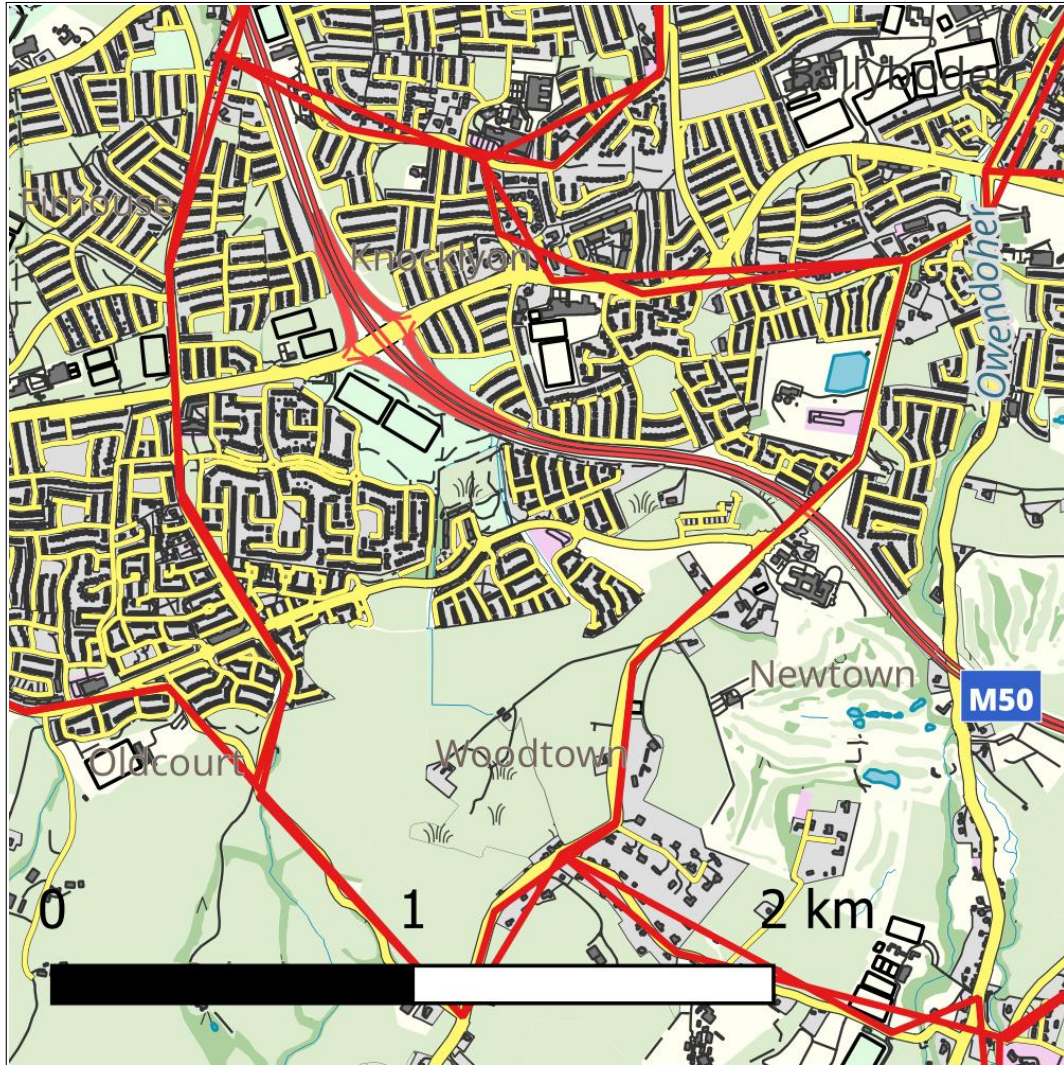 Ballyboden
Firhouse
Knocklyon
Owendoher
Newtown
M50
Oldcourt
Woodtown
0 1 2 km